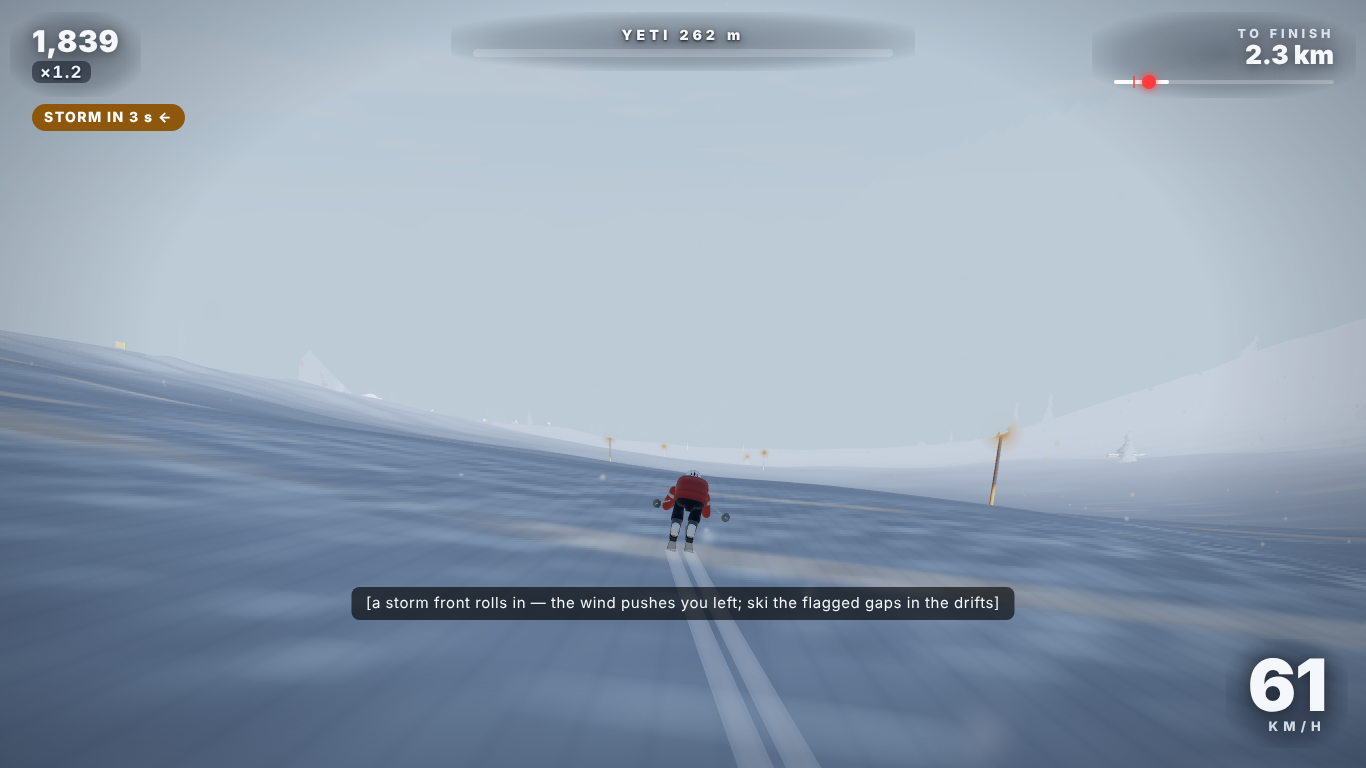 1,839
×1.2
STORM IN 3 s ←
YETI 262 m
TO FINISH
2.3 km
[a storm front rolls in — the wind pushes you left; ski the flagged gaps in the drifts]
61
KM/H